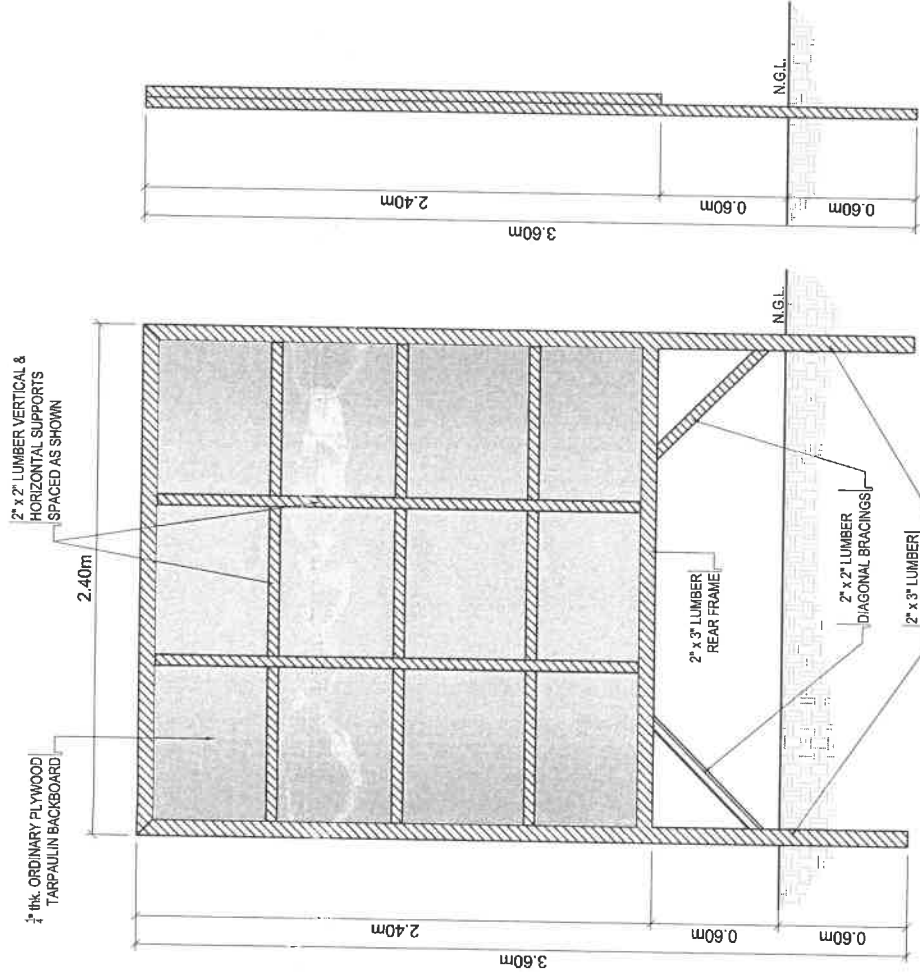 2" x 2" LUMBER VERTICAL &
HORIZONTAL SUPPORTS
SPACED AS SHOWN
2.40m
1/4" thk. ORDINARY PLYWOOD
TARPAULIN BACKBOARD
3.60m
2.40m
0.60m
0.60m
N.G.L.
2" x 3" LUMBER
REAR FRAME
2" x 2" LUMBER
DIAGONAL BRACINGS
2" x 3" LUMBER
3.60m
2.40m
0.60m
0.60m
N.G.L.